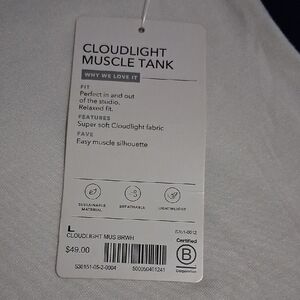 CLOUDLIGHT
MUSCLE TANK
WHY WE LOVE IT
FIT
Perfect in and out
of the studio.
Relaxed fit.
FEATURES
Super soft Cloudlight fabric
FAVE
Easy muscle silhouette
SUSTAINABLE
MATERIAL
BREATHABLE
LIGHTWEIGHT
L
CLOUDLIGHT MUS BRWH
$49.00
Certified
B
Corporation
500050401241